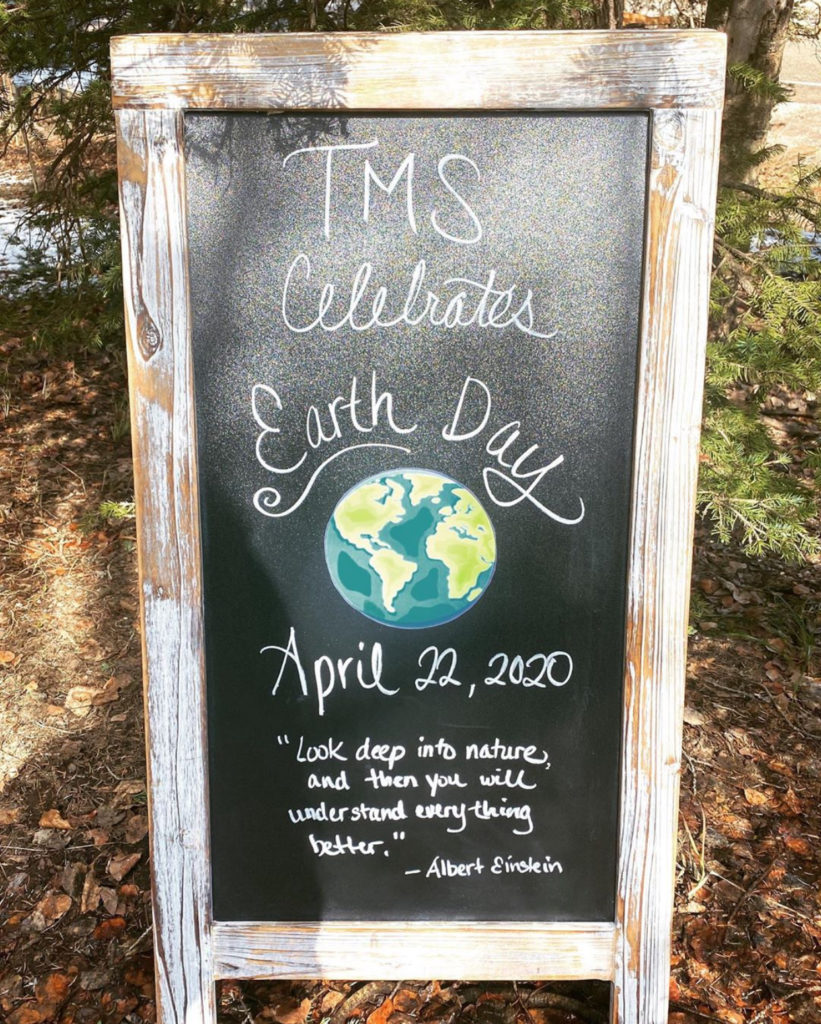 TMS
Celebrates
Earth Day
April 22, 2020
"Look deep into nature,
and then you will
understand everything
better."
- Albert Einstein